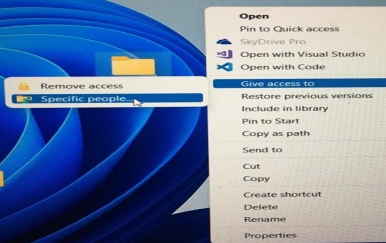 Open
Pin to Quick access
SkyDrive Pro
Open with Visual Studio
Open with Code
Give access to
Remove access
Specific people...
Restore previous versions
Include in library
Pin to Start
Copy as path
Send to
Cut
Copy
Create shortcut
Delete
Rename
Properties